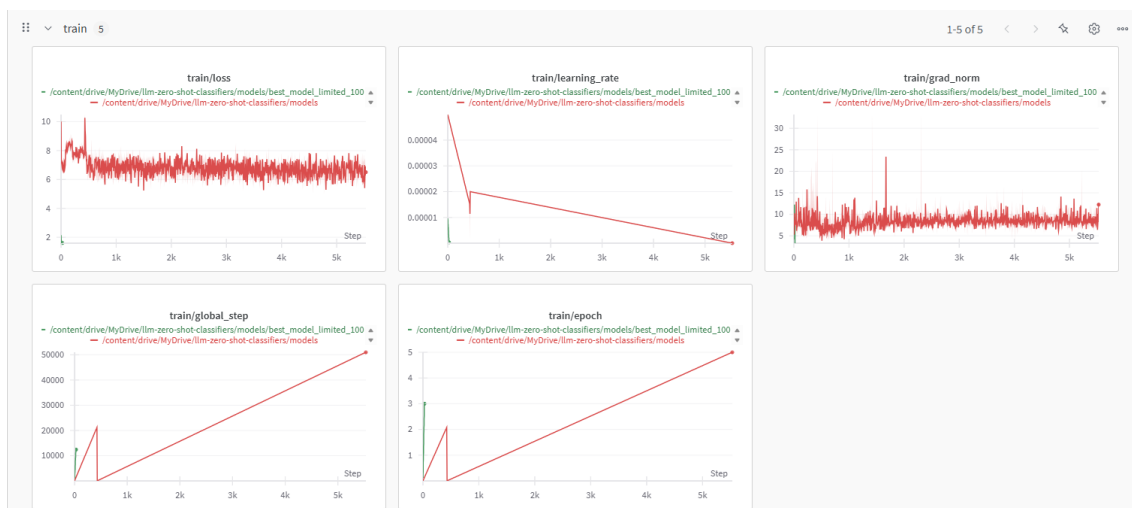 train 5
1-5 of 5
train/loss
/content/drive/MyDrive/llm-zero-shot-classifiers/models/best_model_limited_100
/content/drive/MyDrive/llm-zero-shot-classifiers/models
10
8
6
4
2
Step
0 1k 2k 3k 4k 5k
train/learning_rate
/content/drive/MyDrive/llm-zero-shot-classifiers/models/best_model_limited_100
/content/drive/MyDrive/llm-zero-shot-classifiers/models
0.00004
0.00003
0.00002
0.00001
Step
0 1k 2k 3k 4k 5k
train/grad_norm
/content/drive/MyDrive/llm-zero-shot-classifiers/models/best_model_limited_100
/content/drive/MyDrive/llm-zero-shot-classifiers/models
30
25
20
15
10
5
Step
0 1k 2k 3k 4k 5k
train/global_step
/content/drive/MyDrive/llm-zero-shot-classifiers/models/best_model_limited_100
/content/drive/MyDrive/llm-zero-shot-classifiers/models
50000
40000
30000
20000
10000
Step
0 1k 2k 3k 4k 5k
train/epoch
/content/drive/MyDrive/llm-zero-shot-classifiers/models/best_model_limited_100
/content/drive/MyDrive/llm-zero-shot-classifiers/models
5
4
3
2
1
Step
0 1k 2k 3k 4k 5k